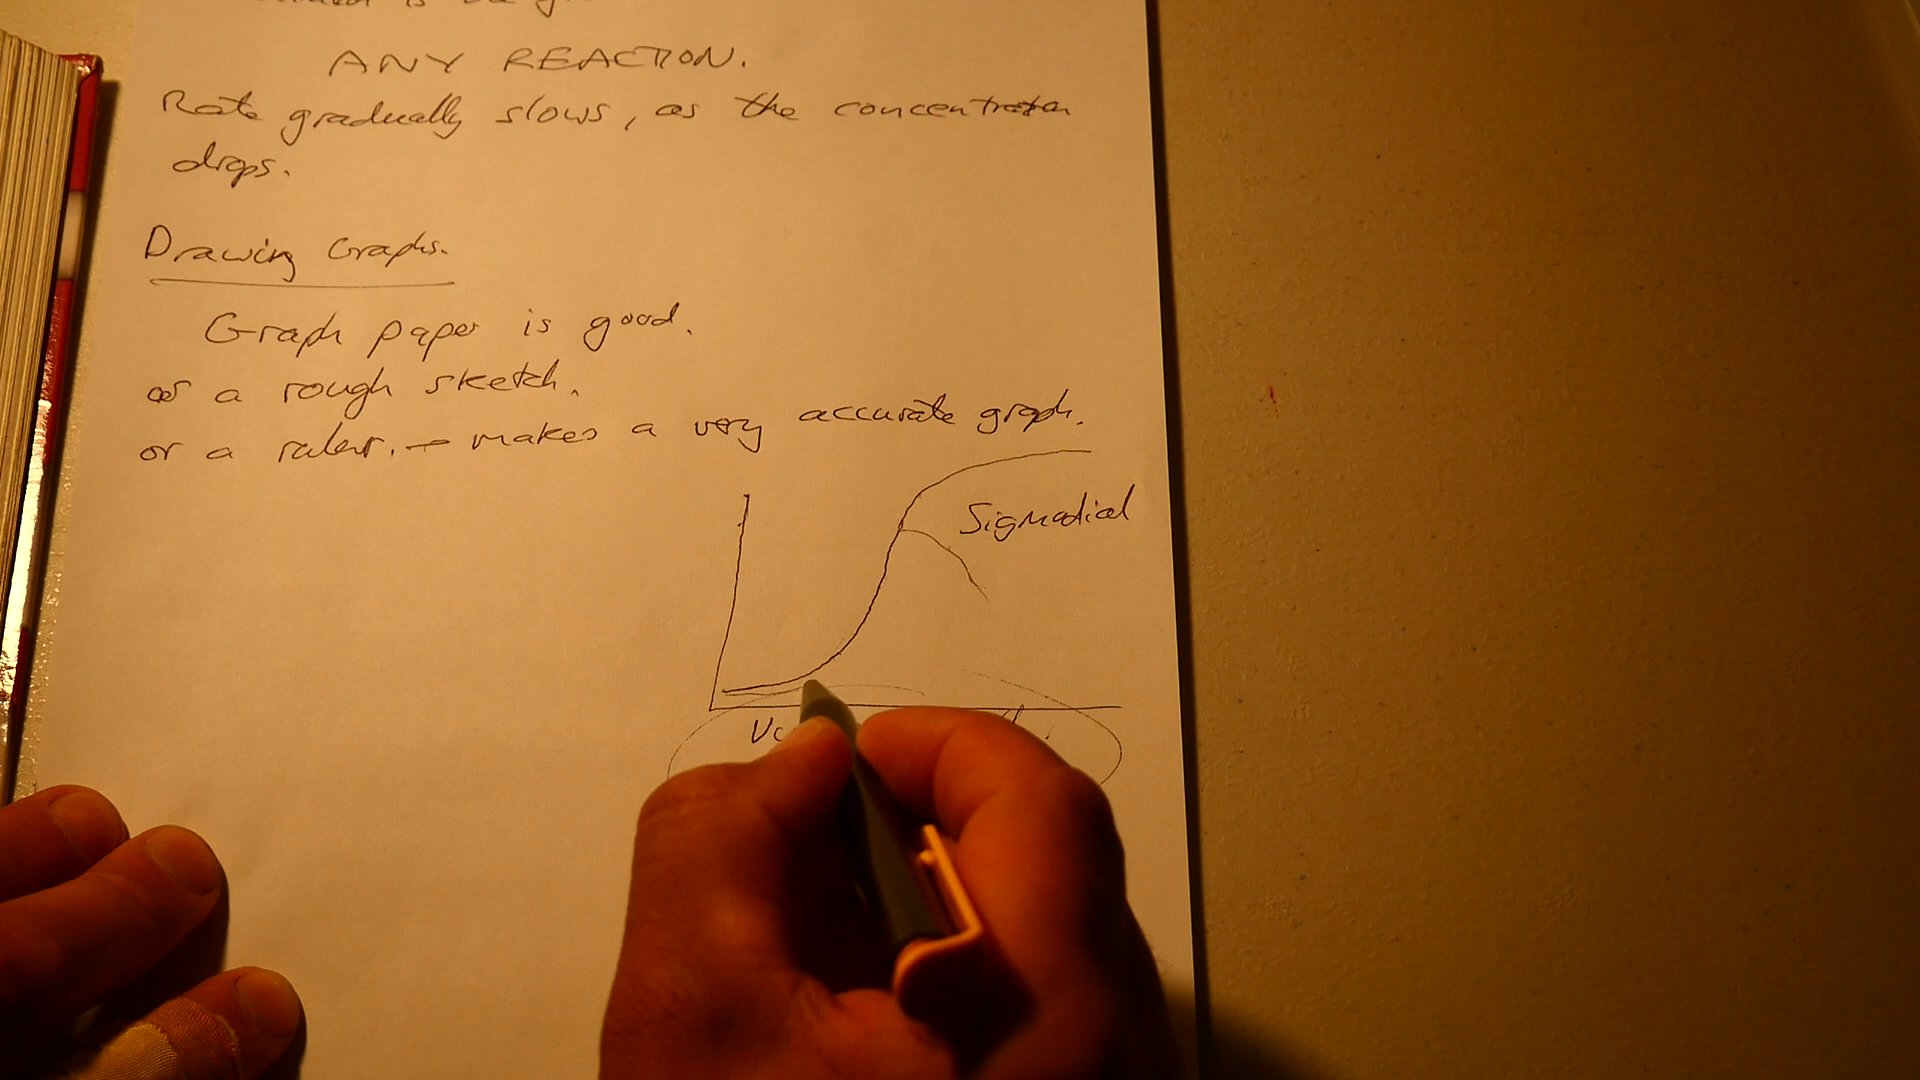 ANY REACTION.
Rate gradually slows, as the concentration
drops.
Drawing Graphs.
Graph paper is good.
as a rough sketch.
or a ruler. → makes a very accurate graph.
Sigmodial